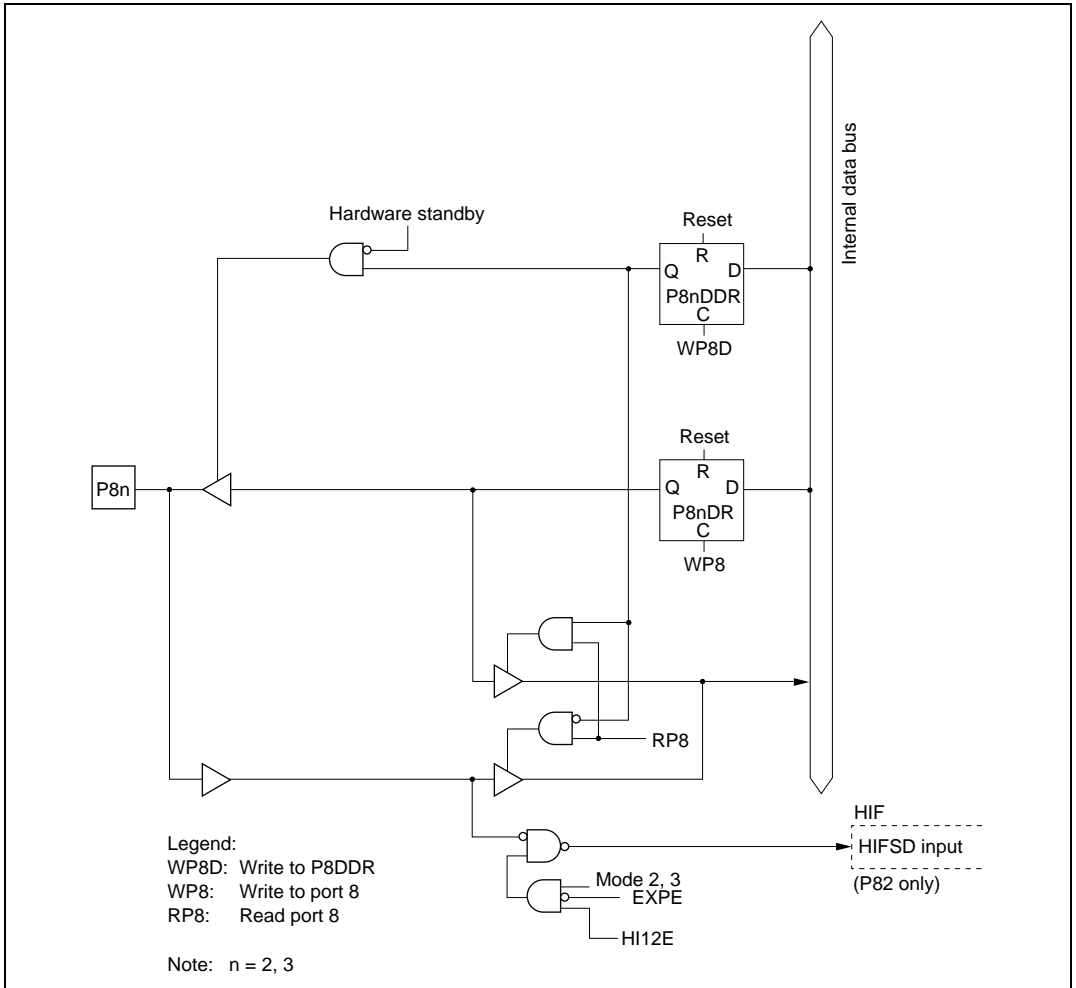 Internal data bus
Hardware standby
Reset
R
Q D
P8nDDR
C
WP8D
Reset
R
P8n
Q D
P8nDR
C
WP8
RP8
HIF
HIFSD input
(P82 only)
Mode 2, 3
EXPE
HI12E
Legend:
WP8D: Write to P8DDR
WP8: Write to port 8
RP8: Read port 8
Note: n = 2, 3